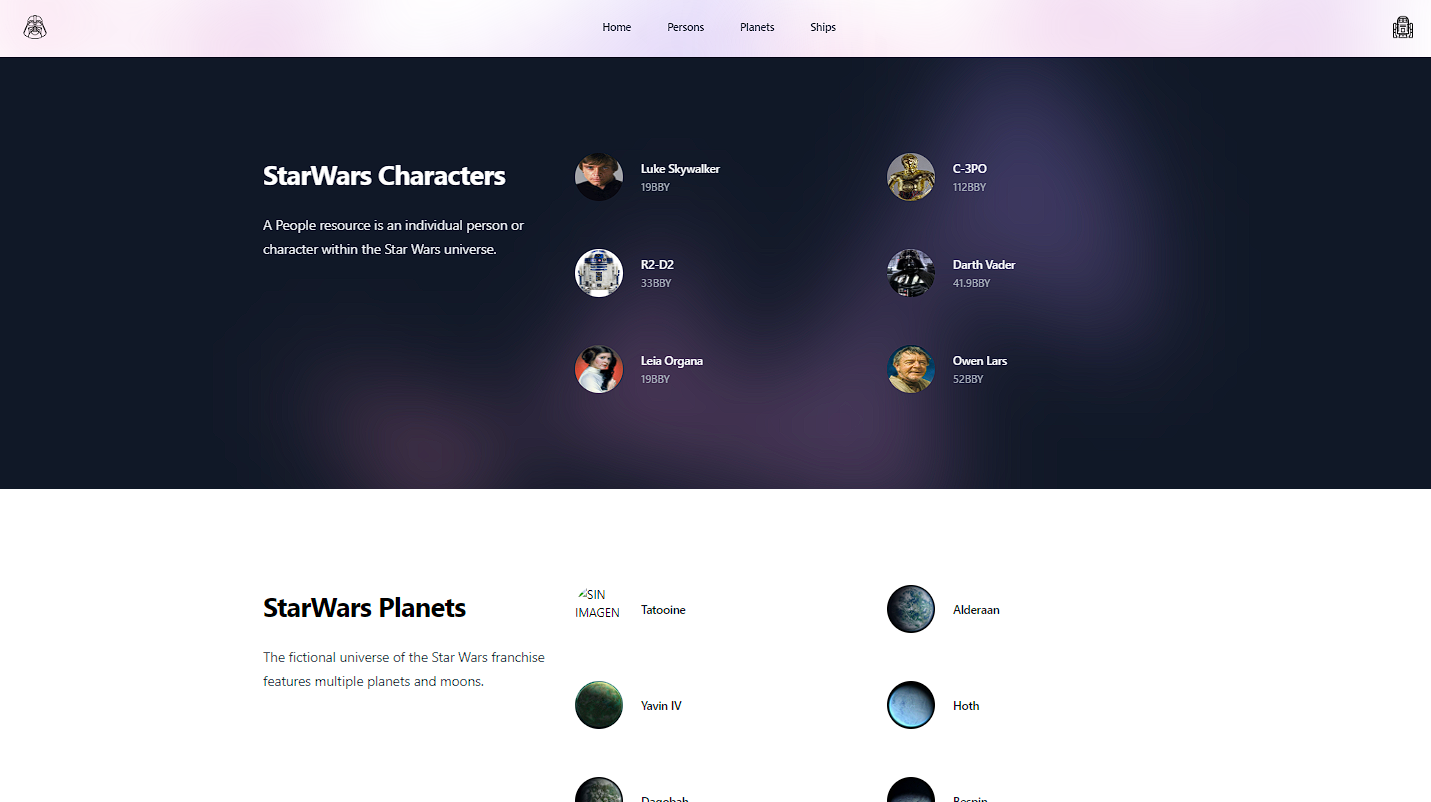 Home
Persons
Planets
Ships
StarWars Characters
A People resource is an individual person or
character within the Star Wars universe.
Luke Skywalker
19BBY
C-3PO
112BBY
R2-D2
33BBY
Darth Vader
41.9BBY
Leia Organa
19BBY
Owen Lars
52BBY
StarWars Planets
The fictional universe of the Star Wars franchise
features multiple planets and moons.
SIN
IMAGEN
Tatooine
Alderaan
Yavin IV
Hoth
Dagobah
Bespin